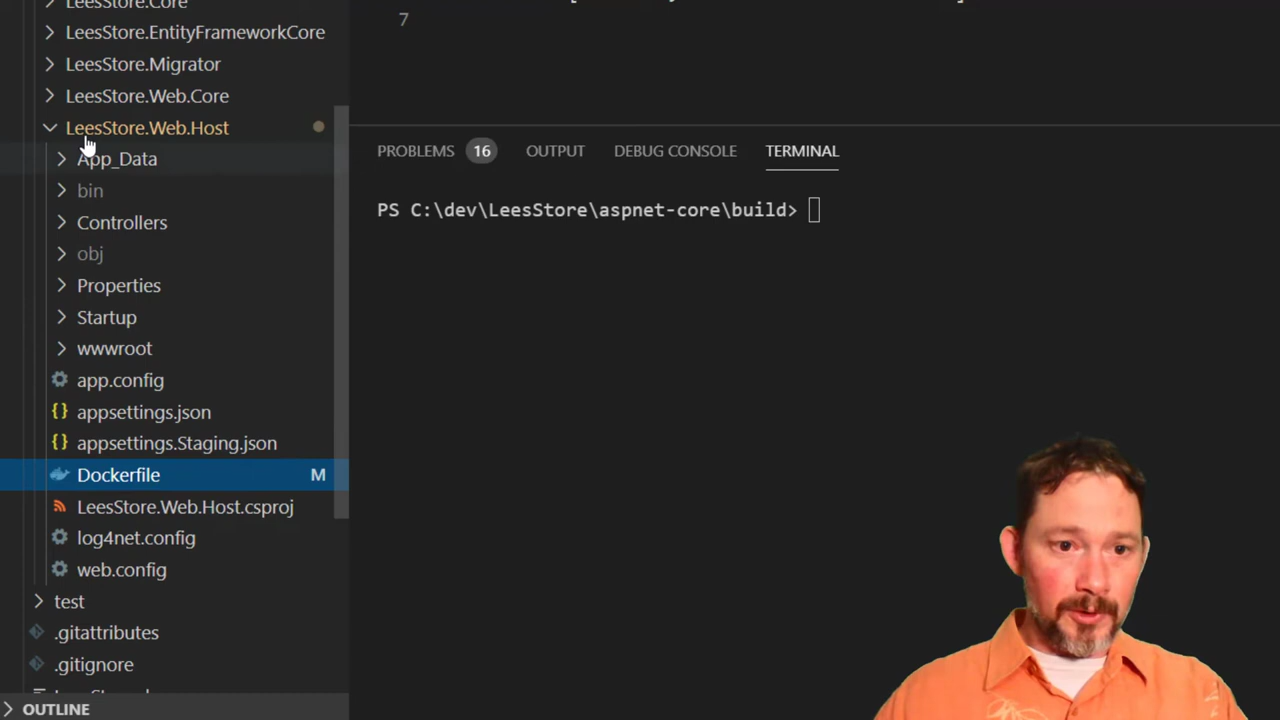 LeesStore.Core
LeesStore.EntityFrameworkCore
LeesStore.Migrator
LeesStore.Web.Core
LeesStore.Web.Host
App_Data
bin
Controllers
obj
Properties
Startup
wwwroot
app.config
appsettings.json
appsettings.Staging.json
Dockerfile M
LeesStore.Web.Host.csproj
log4net.config
web.config
test
.gitattributes
.gitignore
OUTLINE
7
PROBLEMS 16 OUTPUT DEBUG CONSOLE TERMINAL
PS C:\dev\LeesStore\aspnet-core\build>